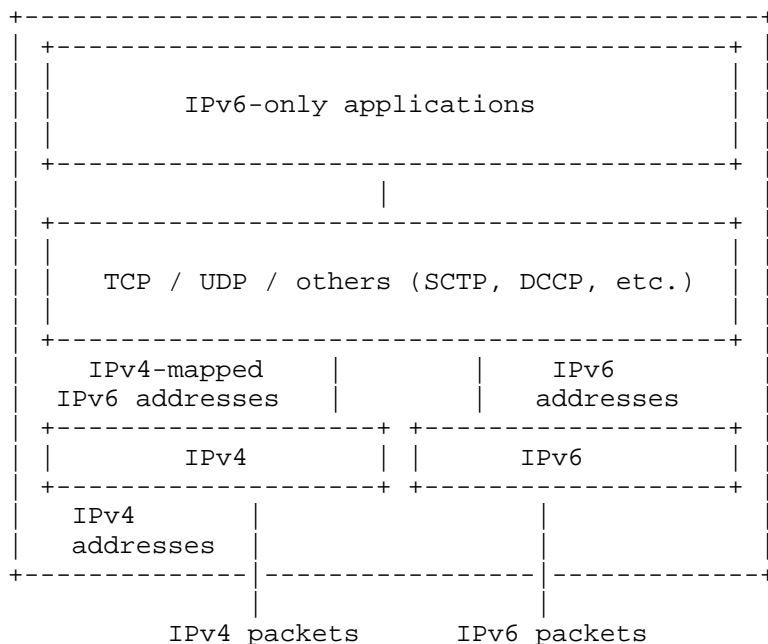 IPv6-only applications
TCP / UDP / others (SCTP, DCCP, etc.)
IPv4-mapped IPv6
IPv6 addresses addresses
IPv4 IPv6
IPv4
addresses
IPv4 packets IPv6 packets